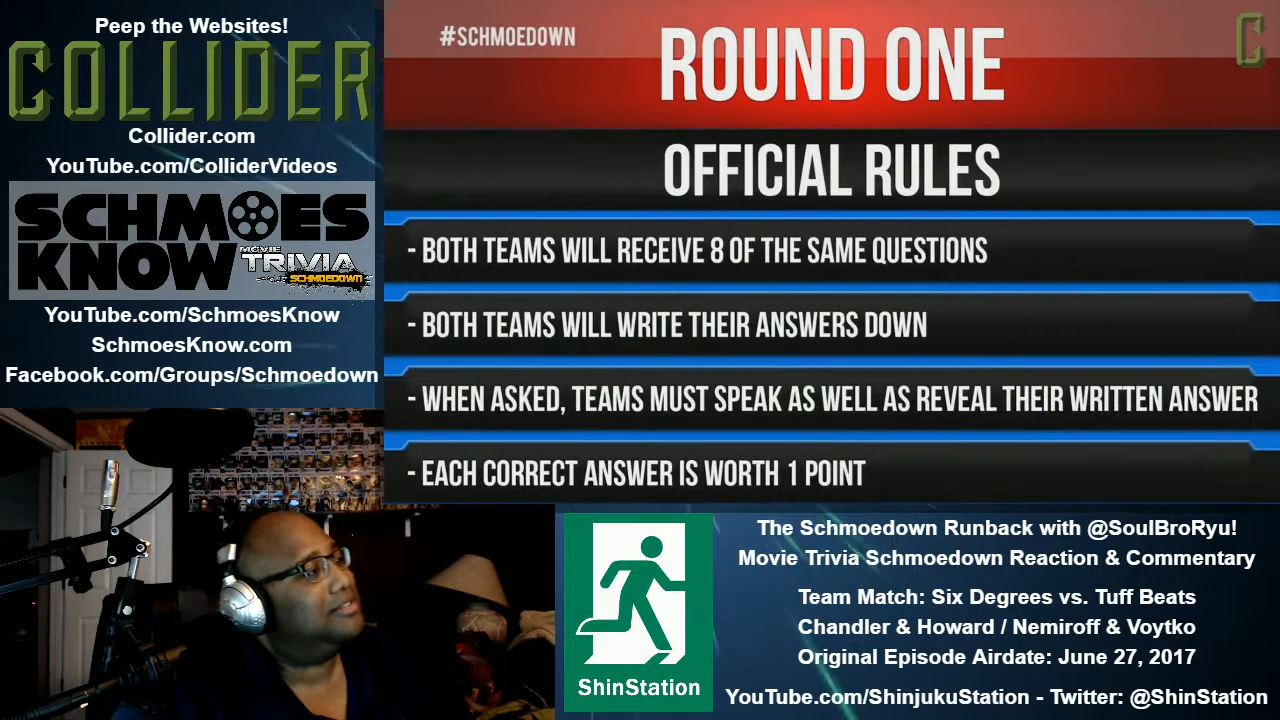 Peep the Websites!
COLLIDER
Collider.com
YouTube.com/ColliderVideos
SCHMOES
KNOW
MOVIE
TRIVIA
SCHMOEDOWN
YouTube.com/SchmoesKnow
SchmoesKnow.com
Facebook.com/Groups/Schmoedown
#SCHMOEDOWN
C
ROUND ONE
OFFICIAL RULES
- BOTH TEAMS WILL RECEIVE 8 OF THE SAME QUESTIONS
- BOTH TEAMS WILL WRITE THEIR ANSWERS DOWN
- WHEN ASKED, TEAMS MUST SPEAK AS WELL AS REVEAL THEIR WRITTEN ANSWER
- EACH CORRECT ANSWER IS WORTH 1 POINT
ShinStation
The Schmoedown Runback with @SoulBroRyu!
Movie Trivia Schmoedown Reaction & Commentary
Team Match: Six Degrees vs. Tuff Beats
Chandler & Howard / Nemiroff & Voytko
Original Episode Airdate: June 27, 2017
YouTube.com/ShinjukuStation - Twitter: @ShinStation